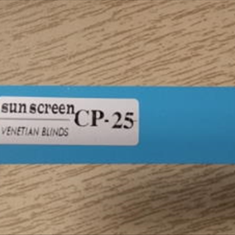 sun screen CP-25
VENETIAN BLINDS